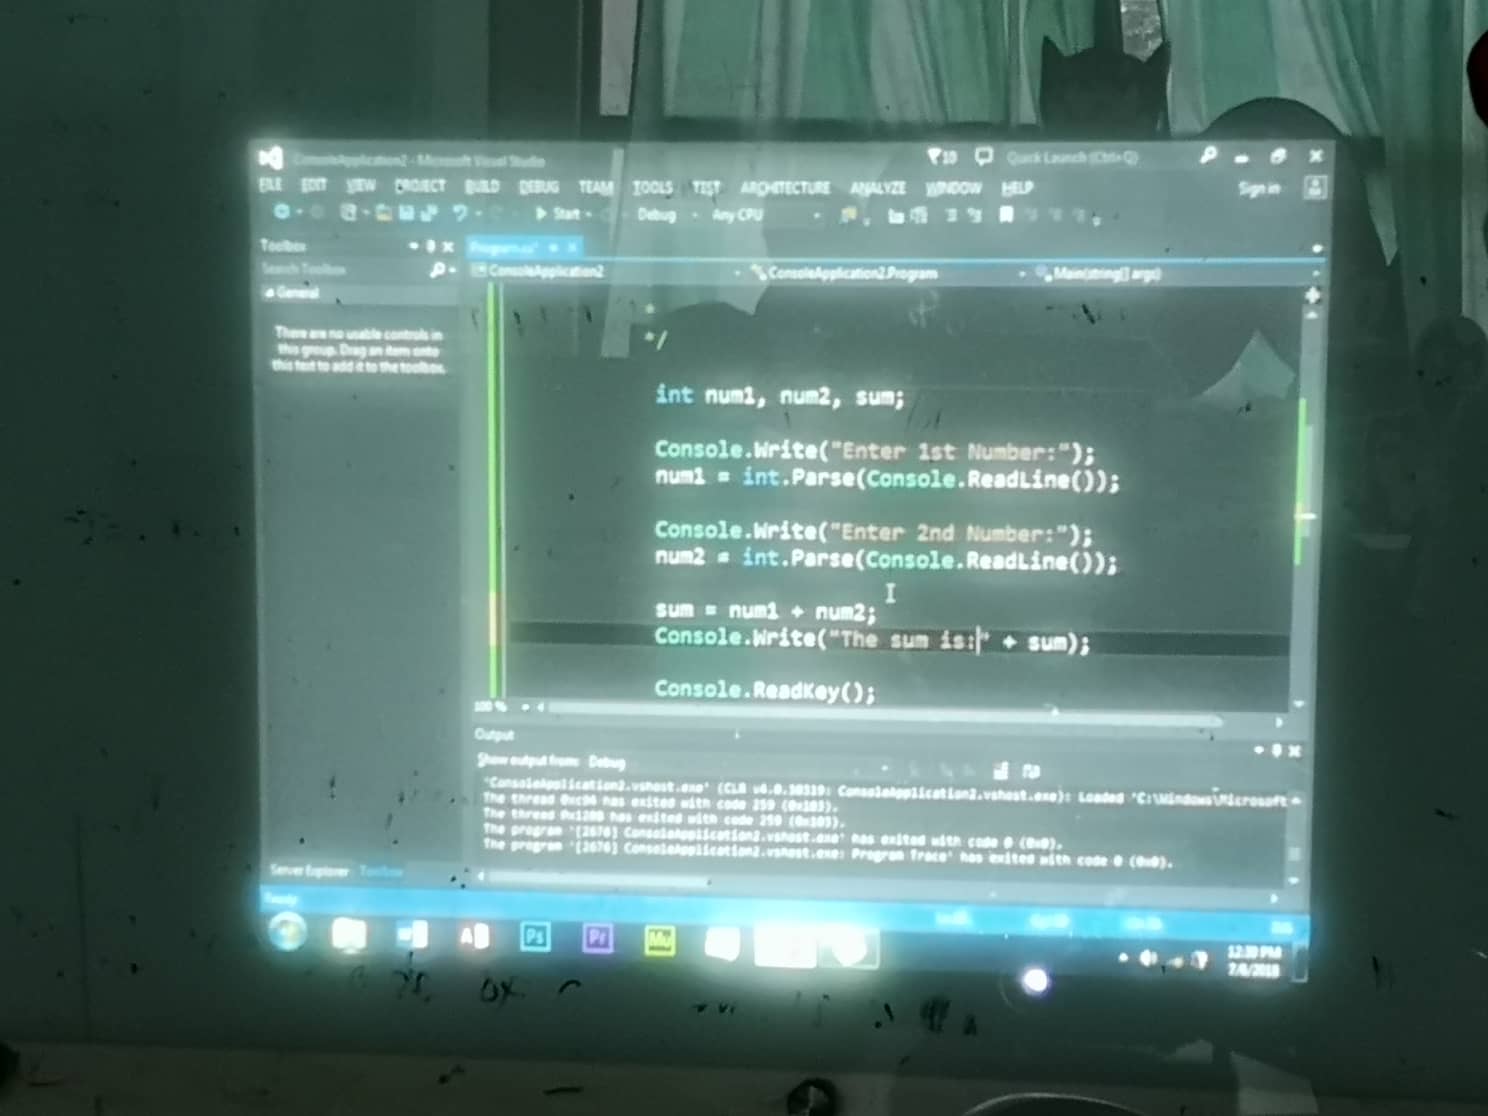 ConsoleApplication2 - Microsoft Visual Studio
10
Quick Launch (Ctrl+Q)
FILE EDIT VIEW PROJECT BUILD DEBUG TEAM TOOLS TEST ARCHITECTURE ANALYZE WINDOW HELP
Sign in
Start
Debug
Any CPU
Toolbox
Program.cs*
Search Toolbox
ConsoleApplication2
ConsoleApplication2.Program
Main(string[] args)
General
There are no usable controls in
this group. Drag an item onto
this text to add it to the toolbox.
*
*/
int num1, num2, sum;
Console.Write("Enter 1st Number:");
num1 = int.Parse(Console.ReadLine());
Console.Write("Enter 2nd Number:");
num2 = int.Parse(Console.ReadLine());
sum = num1 + num2;
Console.Write("The sum is:" + sum);
Console.ReadKey();
100 %
Output
Show output from: Debug
'ConsoleApplication2.vshost.exe' (CLR v4.0.30319: ConsoleApplication2.vshost.exe): Loaded 'C:\Windows\Microsoft
The thread 0xc94 has exited with code 259 (0x103).
The thread 0x1208 has exited with code 259 (0x103).
The program '[2676] ConsoleApplication2.vshost.exe' has exited with code 0 (0x0).
The program '[2676] ConsoleApplication2.vshost.exe: Program Trace' has exited with code 0 (0x0).
Server Explorer Toolbox
Ready
INS
Ps
Pr
Mu
12:30 PM
7/6/2018